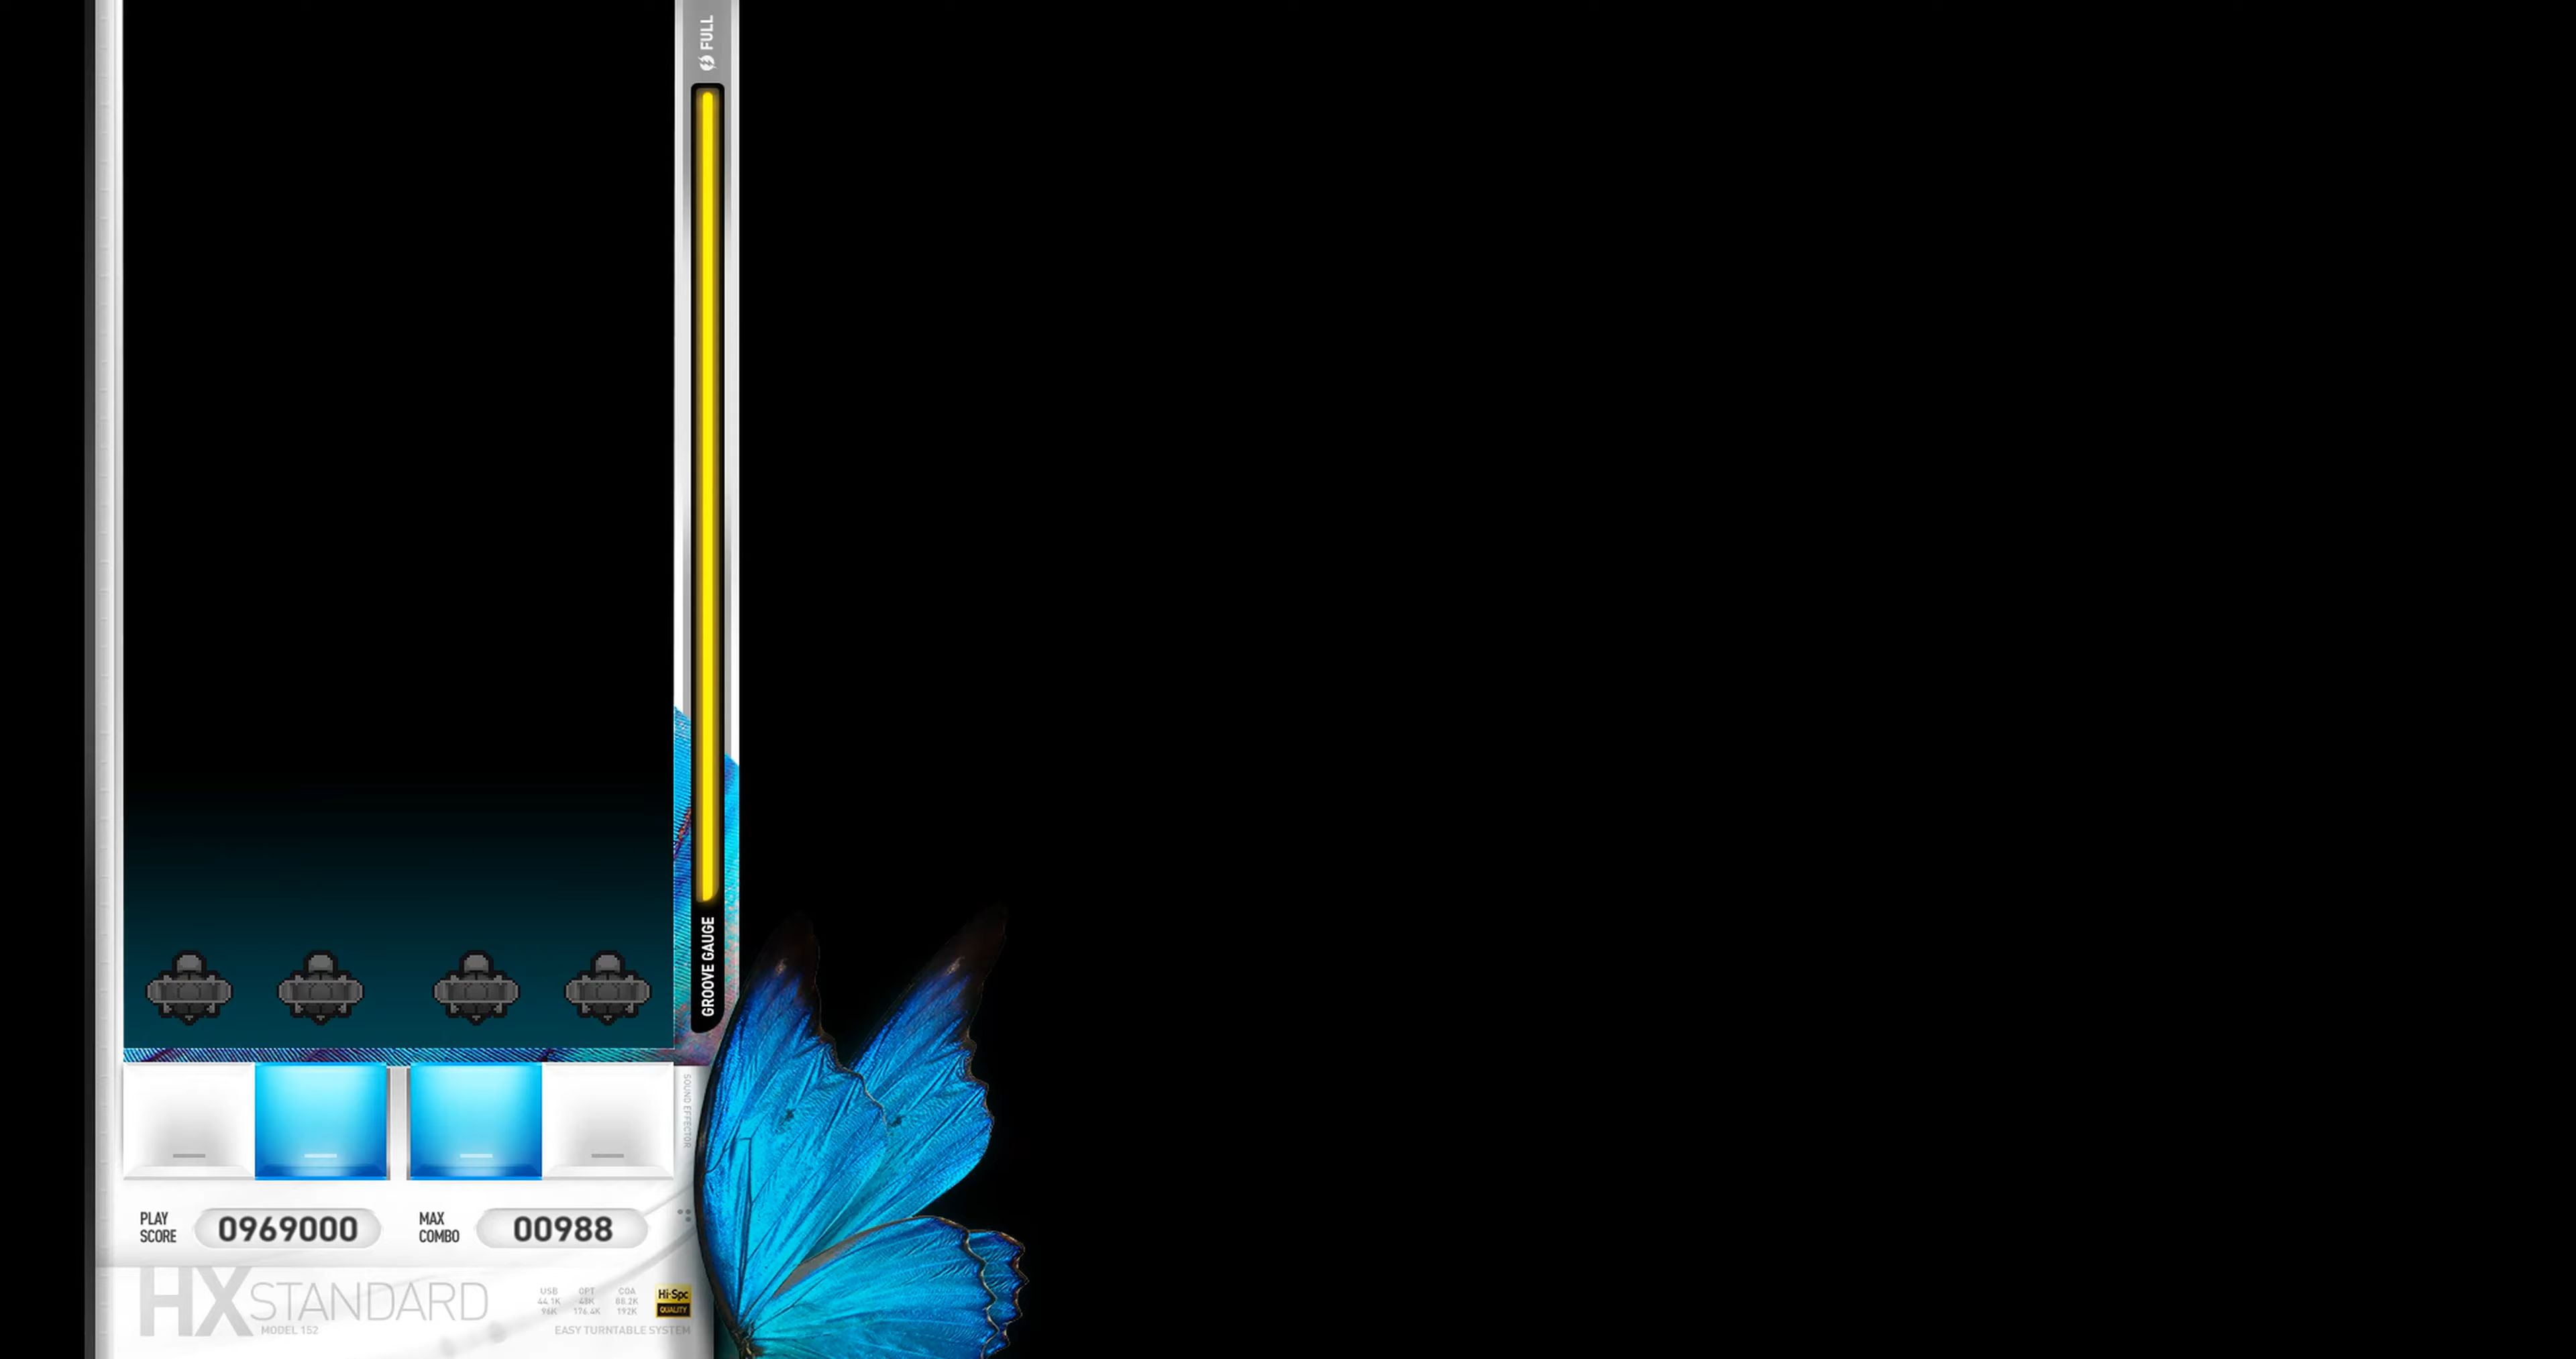 FULL
GROOVE GAUGE
SOUND EFFECTOR
PLAY
SCORE
0969000
MAX
COMBO
00988
HX STANDARD
MODEL 152
USB OPT COA
44.1K 48K 88.2K
96K 176.4K 192K
Hi-Spc
QUALITY
EASY TURNTABLE SYSTEM